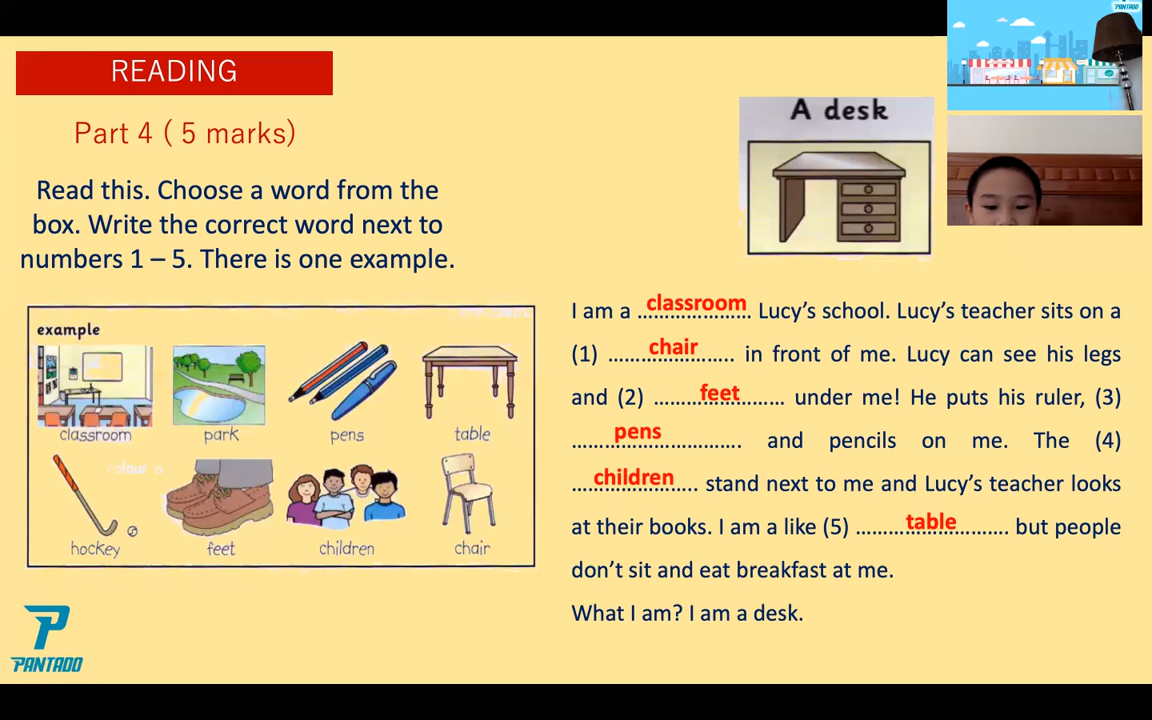 PANTADO
READING
Part 4 ( 5 marks)
Read this. Choose a word from the
box. Write the correct word next to
numbers 1 – 5. There is one example.
A desk
example
classroom park pens table
colour is
hockey feet children chair
I am a ...classroom... Lucy's school. Lucy's teacher sits on a
(1) ...chair... in front of me. Lucy can see his legs
and (2) ...feet... under me! He puts his ruler, (3)
...pens... and pencils on me. The (4)
...children... stand next to me and Lucy's teacher looks
at their books. I am a like (5) ...table... but people
don't sit and eat breakfast at me.
What I am? I am a desk.
PANTADO